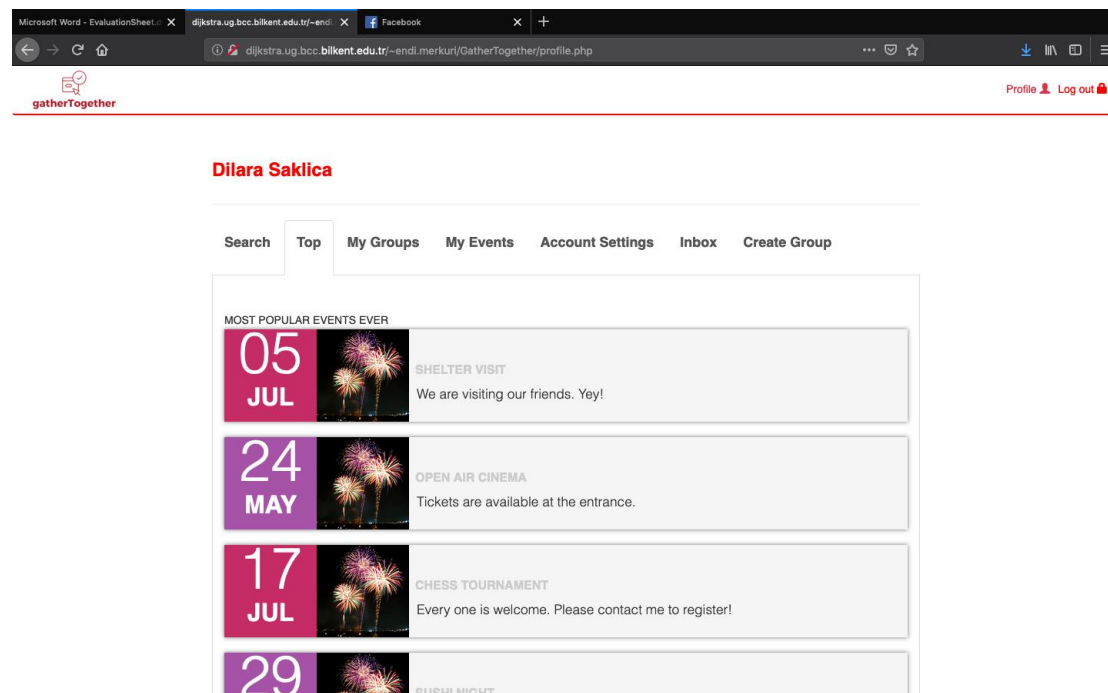 Microsoft Word - EvaluationSheet.d
dijkstra.ug.bcc.bilkent.edu.tr/~endi
Facebook
dijkstra.ug.bcc.bilkent.edu.tr/~endi.merkuri/GatherTogether/profile.php
gatherTogether
Profile Log out
Dilara Saklica
Search Top My Groups My Events Account Settings Inbox Create Group
MOST POPULAR EVENTS EVER
05
JUL
SHELTER VISIT
We are visiting our friends. Yey!
24
MAY
OPEN AIR CINEMA
Tickets are available at the entrance.
17
JUL
CHESS TOURNAMENT
Every one is welcome. Please contact me to register!
29
SUSHI NIGHT